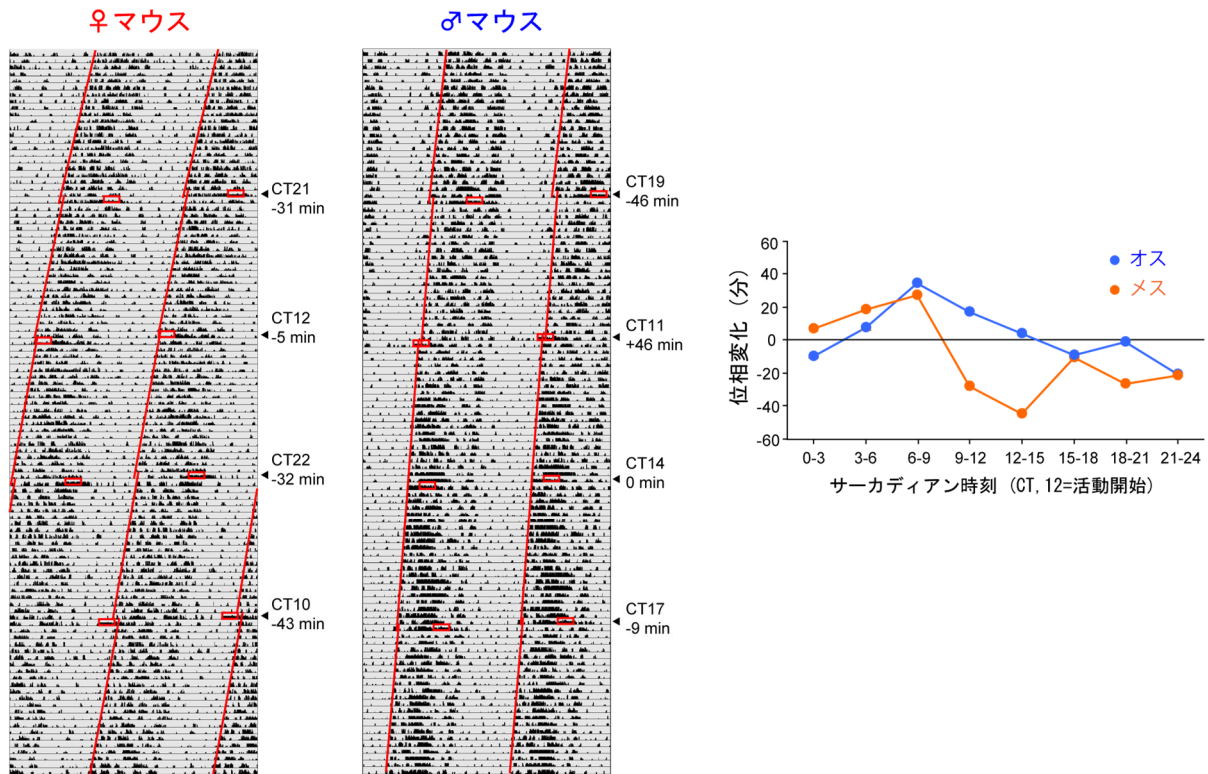 ♀マウス
CT21
-31 min
CT12
-5 min
CT22
-32 min
CT10
-43 min
♂マウス
CT19
-46 min
CT11
+46 min
CT14
0 min
CT17
-9 min
位相変化 (分)
60
40
20
0
-20
-40
-60
オス
メス
0-3 3-6 6-9 9-12 12-15 15-18 18-21 21-24
サーカディアン時刻 (CT, 12=活動開始)